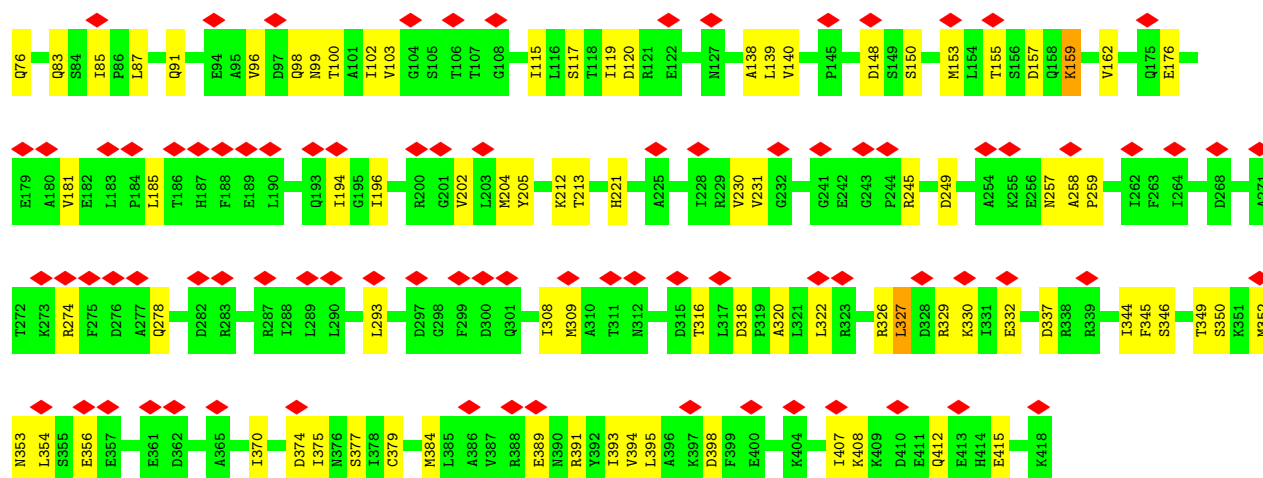 Q76 Q83 S84 I85 P86 L87 Q91 E94 A95 V96 D97 Q98 N99 T100 A101 I102 V103 G104 S105 T106 T107 G108 I115 L116 S117 T118 I119 D120 R121 E122 N127 A138 L139 V140 P145 D148 S149 S150 M153 L154 T155 S156 D157 Q158 K159 V162 Q175 E176
E179 A180 V181 E182 L183 P184 L185 T186 H187 F188 E189 L190 Q193 I194 G195 I196 R200 G201 V202 L203 M204 Y205 K212 T213 H221 A225 I228 R229 V230 V231 G232 G241 E242 G243 P244 R245 D249 A254 K255 E256 N257 A258 P259 I262 F263 I264 D268 A271
T272 K273 R274 F275 D276 A277 Q278 D282 R283 R287 I288 L289 L290 L293 D297 G298 F299 D300 Q301 I308 M309 A310 T311 N312 D315 T316 L317 D318 P319 A320 L321 L322 R323 R326 L327 D328 R329 K330 I331 E332 D337 R338 R339 I344 F345 S346 T349 S350 K351 M352
N353 L354 S355 E356 E357 E361 D362 A365 I370 D374 I375 N376 S377 I378 C379 M384 L385 A386 V387 R388 E389 N390 R391 Y392 I393 V394 L395 A396 K397 D398 F399 E400 K404 I407 K408 K409 D410 E411 Q412 E413 H414 E415 K418